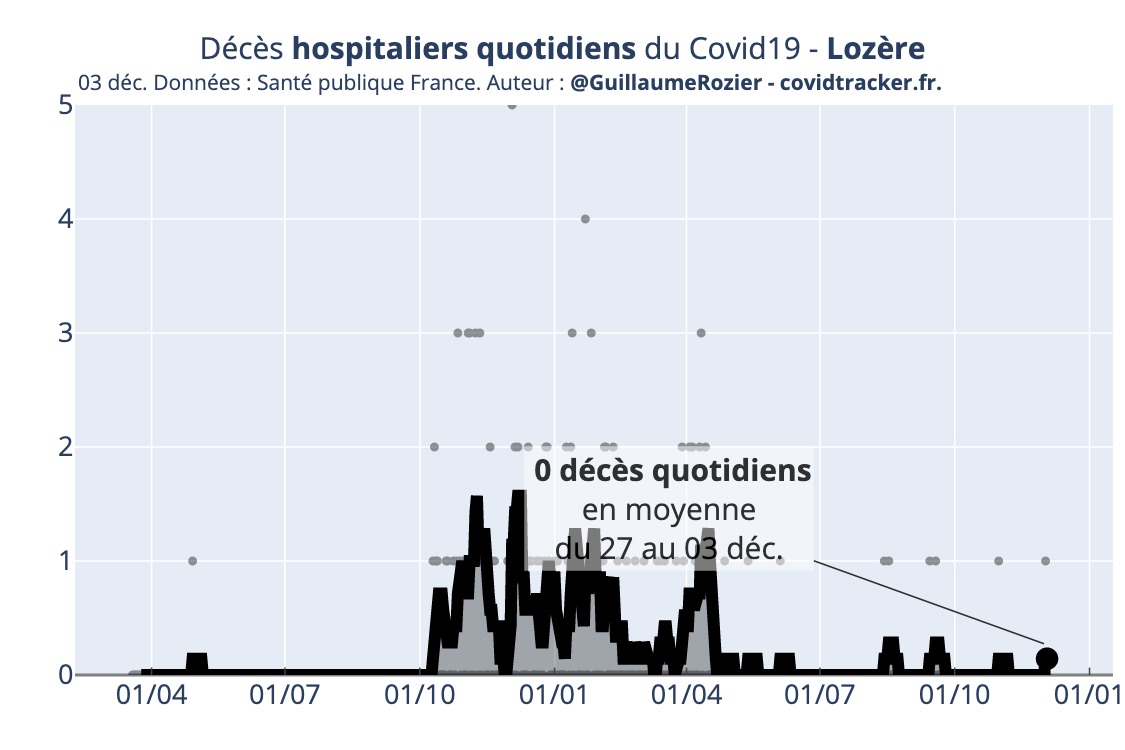 Décès hospitaliers quotidiens du Covid19 - Lozère
03 déc. Données : Santé publique France. Auteur : @GuillaumeRozier - covidtracker.fr.
5
4
3
2
0 décès quotidiens
en moyenne
du 27 au 03 déc.
1
0
01/04 01/07 01/10 01/01 01/04 01/07 01/10 01/01